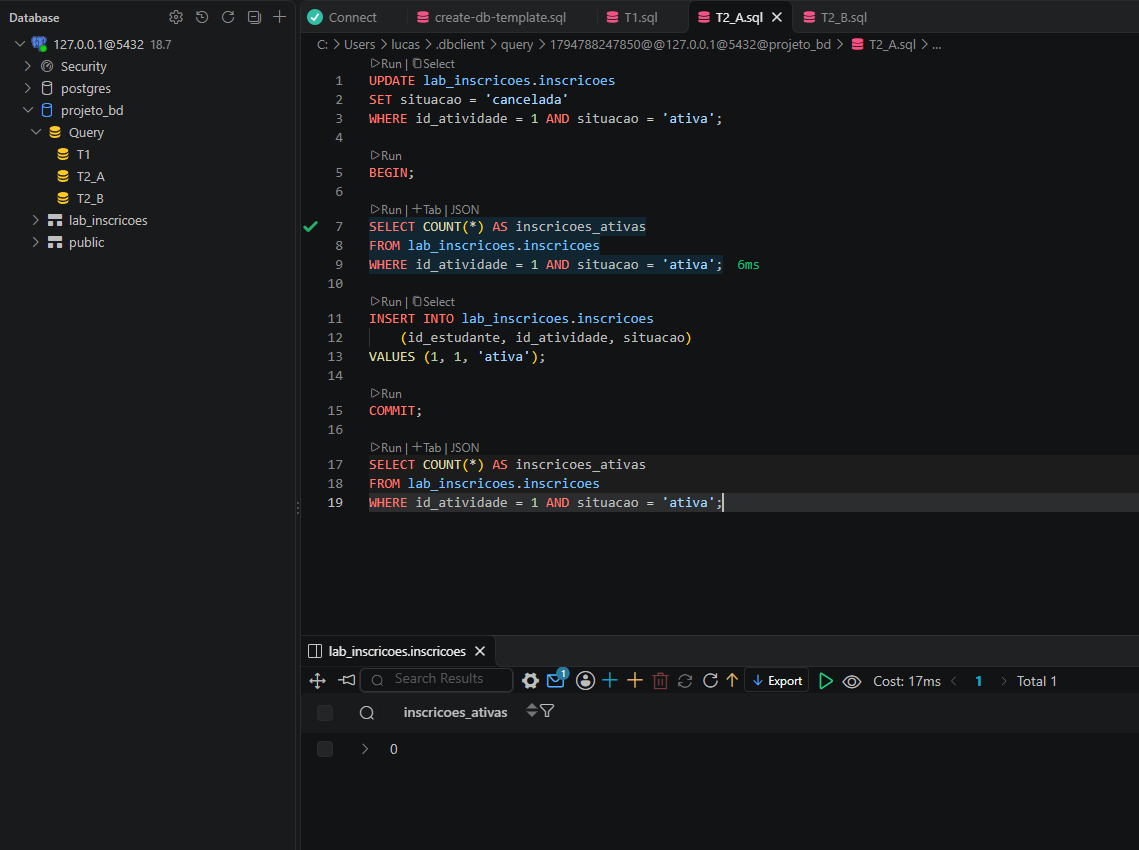 Database
127.0.0.1@5432 18.7
Security
postgres
projeto_bd
Query
T1
T2_A
T2_B
lab_inscricoes
public
Connect
create-db-template.sql
T1.sql
T2_A.sql
T2_B.sql
C: > Users > lucas > .dbclient > query > 1794788247850@@127.0.0.1@5432@projeto_bd > T2_A.sql > ...
Run | Select
1 UPDATE lab_inscricoes.inscricoes
2 SET situacao = 'cancelada'
3 WHERE id_atividade = 1 AND situacao = 'ativa';
4
Run
5 BEGIN;
6
Run | Tab | JSON
7 SELECT COUNT(*) AS inscricoes_ativas
8 FROM lab_inscricoes.inscricoes
9 WHERE id_atividade = 1 AND situacao = 'ativa'; 6ms
10
Run | Select
11 INSERT INTO lab_inscricoes.inscricoes
12 (id_estudante, id_atividade, situacao)
13 VALUES (1, 1, 'ativa');
14
Run
15 COMMIT;
16
Run | Tab | JSON
17 SELECT COUNT(*) AS inscricoes_ativas
18 FROM lab_inscricoes.inscricoes
19 WHERE id_atividade = 1 AND situacao = 'ativa';
lab_inscricoes.inscricoes
Search Results 1 Export Cost: 17ms < 1 > Total 1
inscricoes_ativas
0